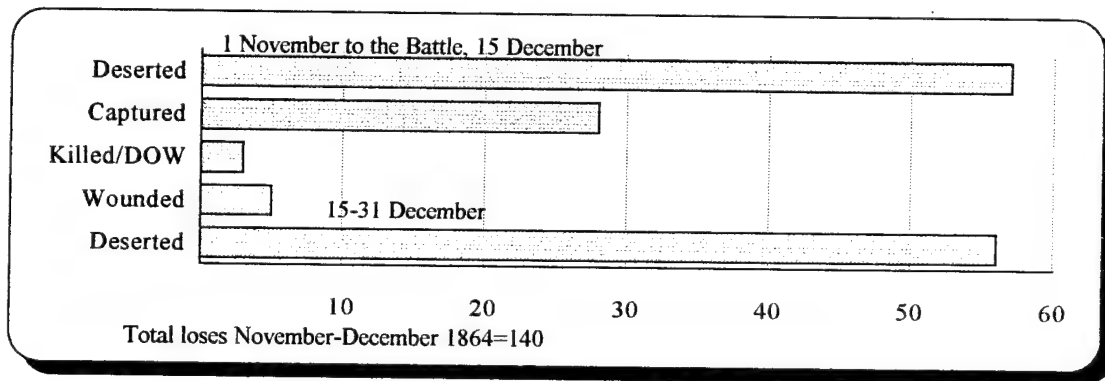 1 November to the Battle, 15 December
Deserted
Captured
Killed/DOW
Wounded
15-31 December
Deserted
10 20 30 40 50 60
Total loses November-December 1864=140